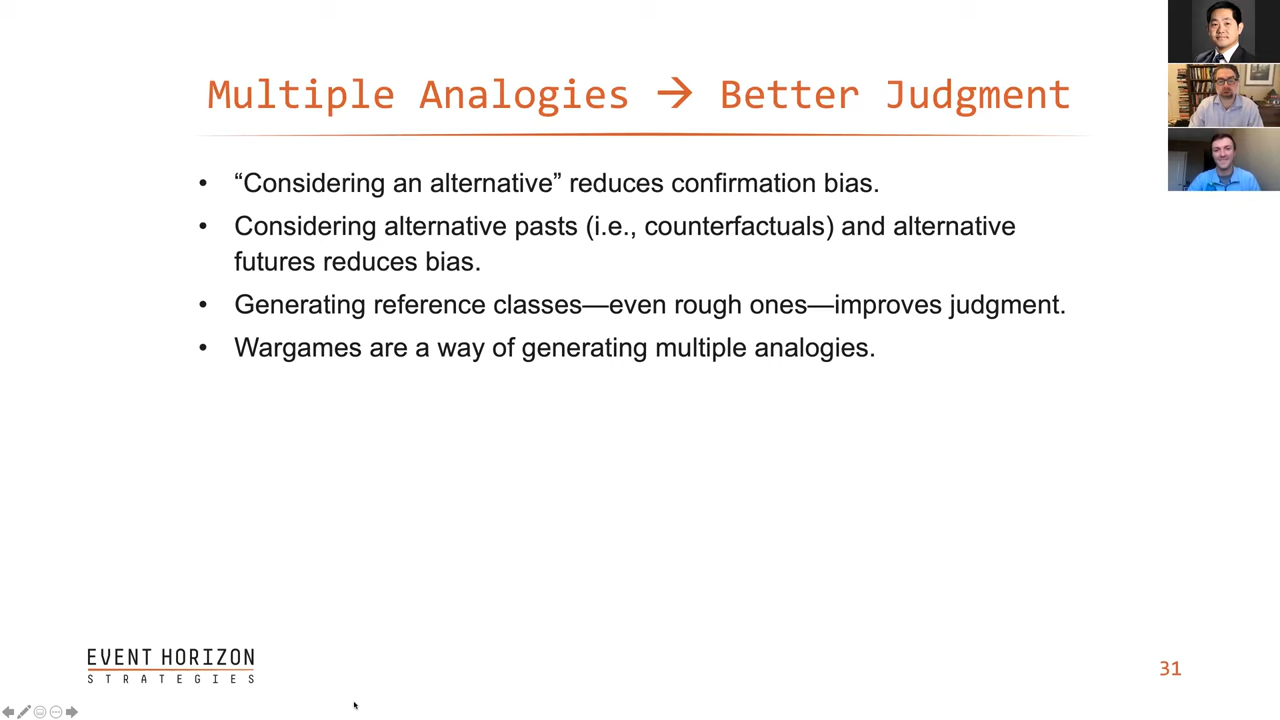 Multiple Analogies → Better Judgment
• “Considering an alternative” reduces confirmation bias.
• Considering alternative pasts (i.e., counterfactuals) and alternative
futures reduces bias.
• Generating reference classes—even rough ones—improves judgment.
• Wargames are a way of generating multiple analogies.
EVENT HORIZON
STRATEGIES
31